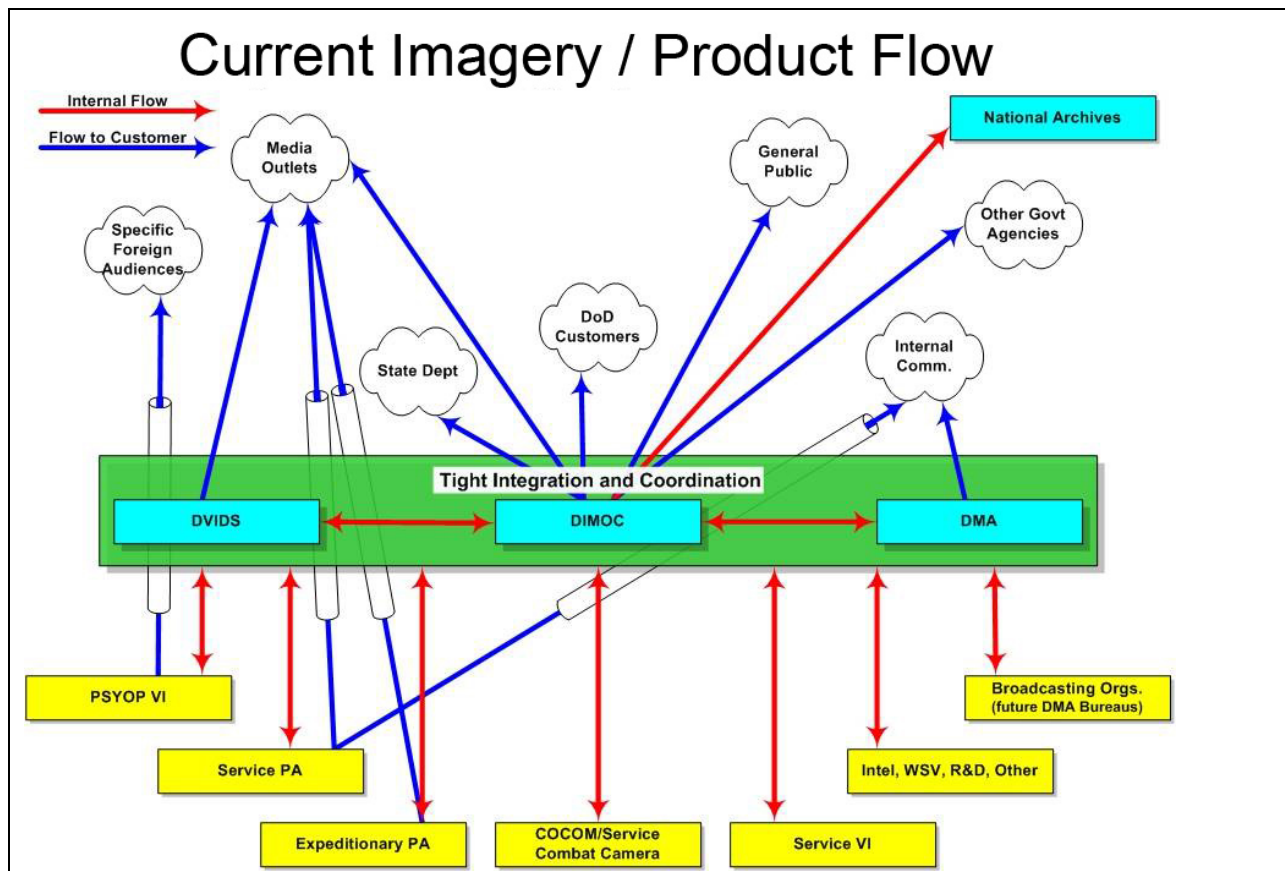 Current Imagery / Product Flow
Internal Flow
Flow to Customer
Media
Outlets
General
Public
National Archives
Specific
Foreign
Audiences
Other Govt
Agencies
DoD
Customers
State Dept
Internal
Comm.
Tight Integration and Coordination
DVIDS
DIMOC
DMA
PSYOP VI
Broadcasting Orgs.
(future DMA Bureaus)
Service PA
Intel, WSV, R&D, Other
Expeditionary PA
COCOM/Service
Combat Camera
Service VI